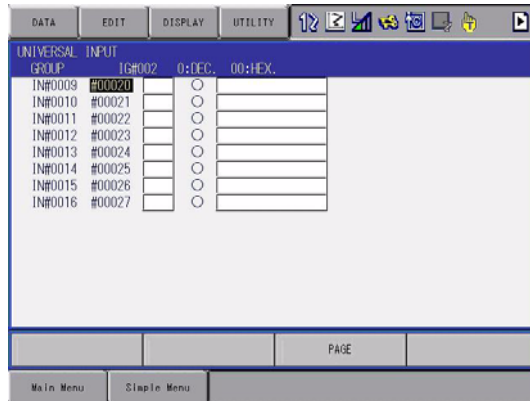 DATA EDIT DISPLAY UTILITY
UNIVERSAL INPUT
GROUP IG#002 0:DEC. 00:HEX.
IN#0009 #00020
IN#0010 #00021
IN#0011 #00022
IN#0012 #00023
IN#0013 #00024
IN#0014 #00025
IN#0015 #00026
IN#0016 #00027
PAGE
Main Menu Simple Menu